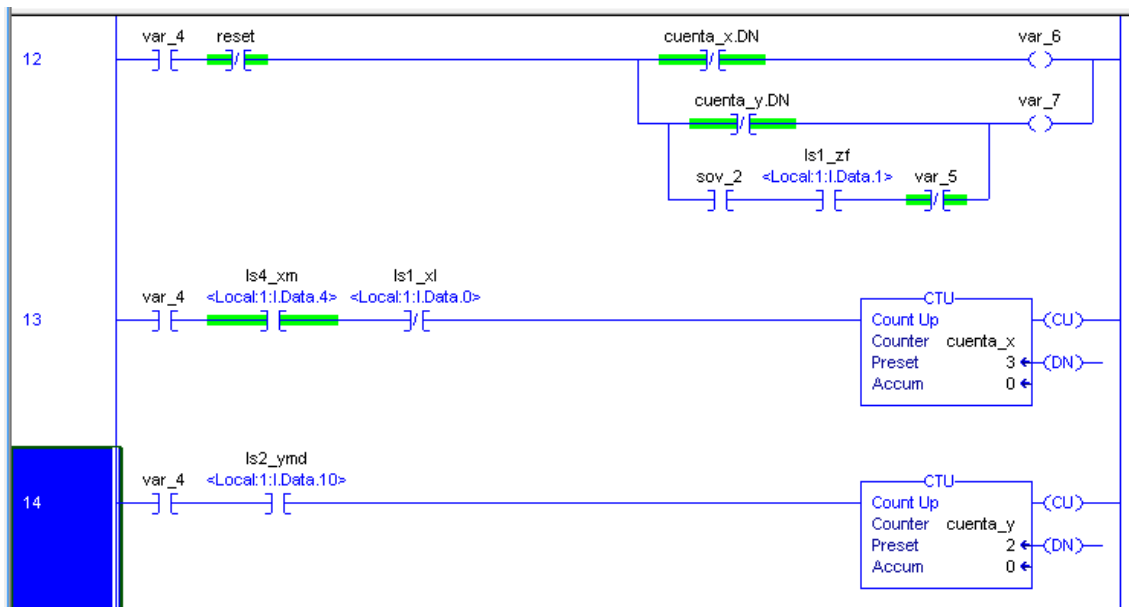 var_4 reset cuenta_x.DN var_6
12
cuenta_y.DN var_7
ls1_zf
sov_2 <Local:1:I.Data.1> var_5
ls4_xm ls1_xl
var_4 <Local:1:I.Data.4> <Local:1:I.Data.0>
13
CTU
Count Up (CU)
Counter cuenta_x
Preset 3 (DN)
Accum 0
ls2_ymd
var_4 <Local:1:I.Data.10>
14
CTU
Count Up (CU)
Counter cuenta_y
Preset 2 (DN)
Accum 0